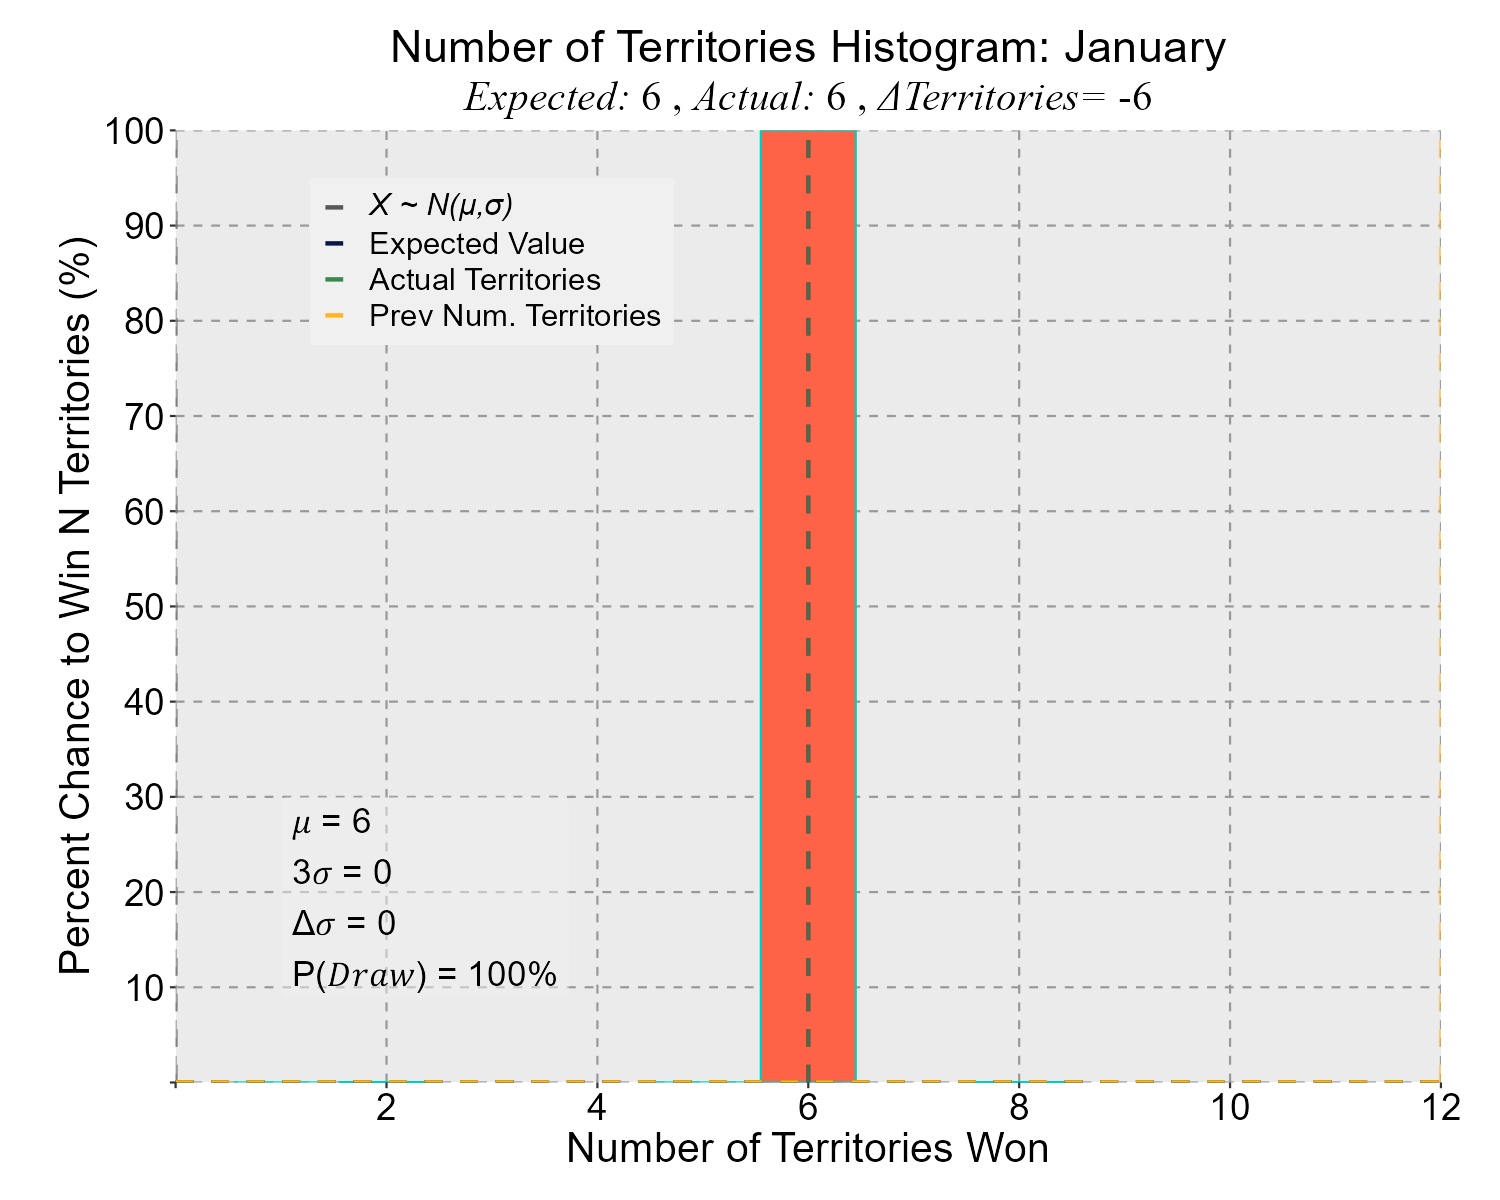 Number of Territories Histogram: January
Expected: 6 , Actual: 6 , ΔTerritories= -6
100
90
80
70
60
50
40
30
20
10
Percent Chance to Win N Territories (%)
X ~ N(μ,σ)
Expected Value
Actual Territories
Prev Num. Territories
μ = 6
3σ = 0
Δσ = 0
P(Draw) = 100%
2 4 6 8 10 12
Number of Territories Won